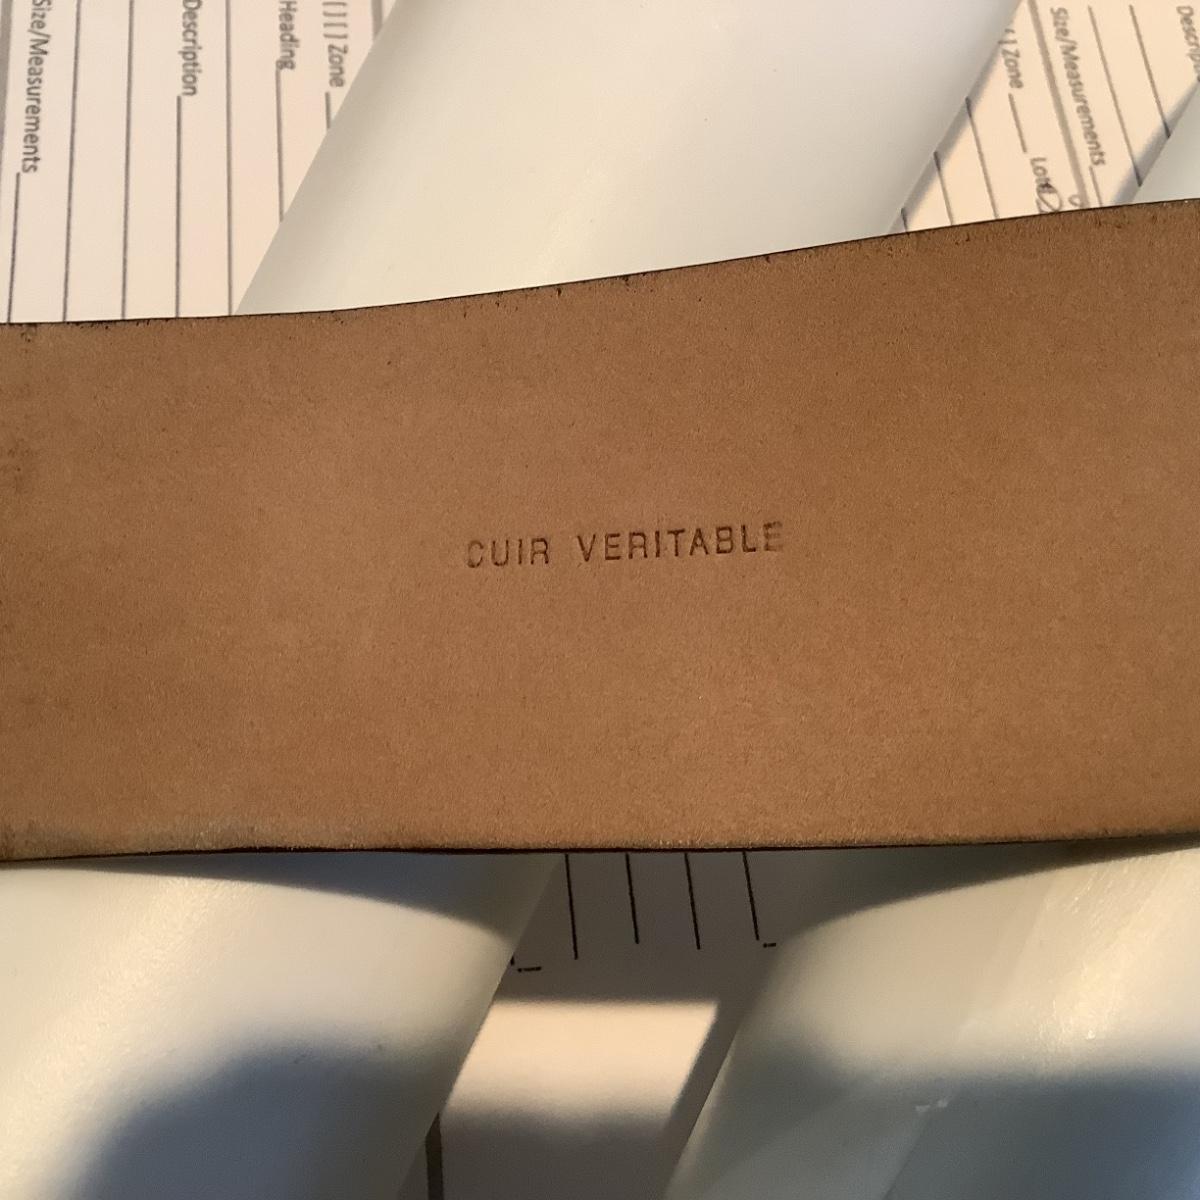 Size/Measurements
Description
Heading
( ) [ ] Zone
CUIR VERITABLE
Size/Measurements
[ ] Zone
Lot#